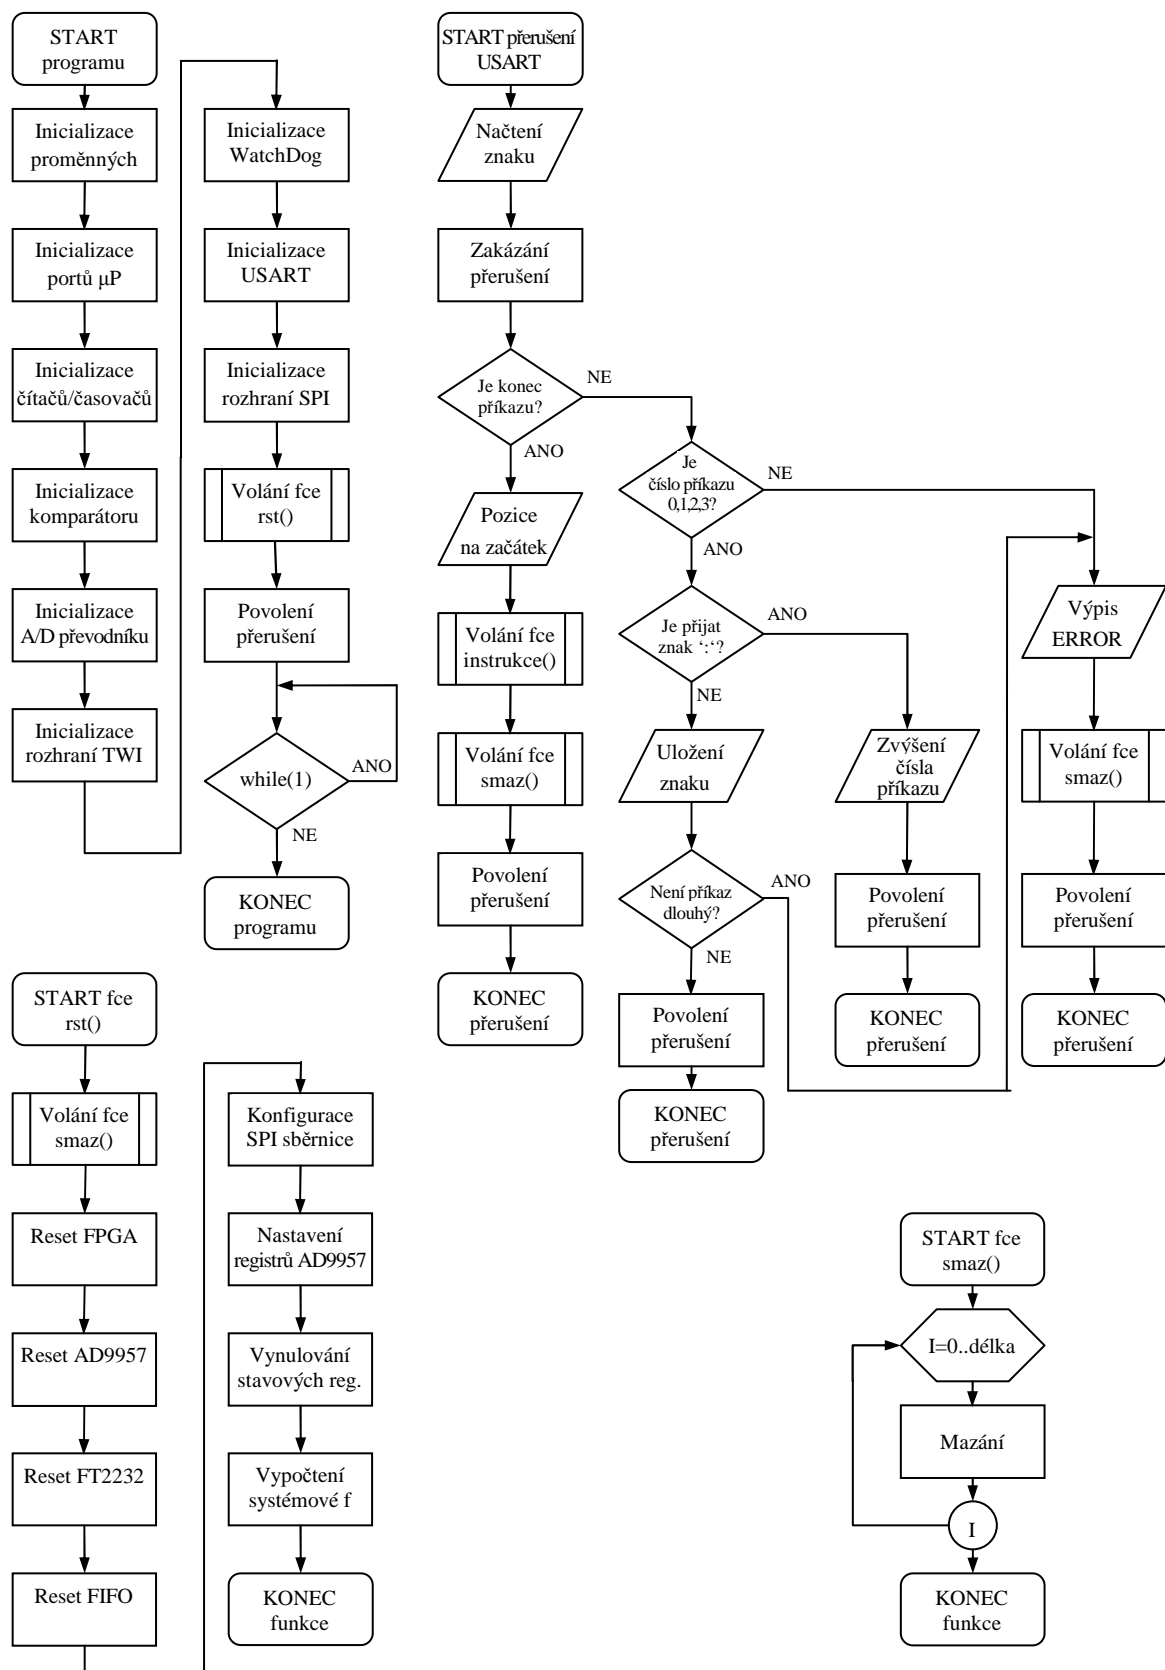 START
programu
Inicializace
proměnných
Inicializace
portů μP
Inicializace
čítačů/časovačů
Inicializace
komparátoru
Inicializace
A/D převodníku
Inicializace
rozhraní TWI
Inicializace
WatchDog
Inicializace
USART
Inicializace
rozhraní SPI
Volání fce
rst()
Povolení
přerušení
while(1)
ANO
NE
KONEC
programu
START přerušení
USART
Načtení
znaku
Zakázání
přerušení
Je konec
příkazu?
NE
ANO
Pozice
na začátek
Volání fce
instrukce()
Volání fce
smaz()
Povolení
přerušení
KONEC
přerušení
Je
číslo příkazu
0,1,2,3?
NE
ANO
Je přijat
znak ‘:‘?
ANO
NE
Uložení
znaku
Není příkaz
dlouhý?
ANO
NE
Povolení
přerušení
KONEC
přerušení
Zvýšení
čísla
příkazu
Povolení
přerušení
KONEC
přerušení
Výpis
ERROR
Volání fce
smaz()
Povolení
přerušení
KONEC
přerušení
START fce
rst()
Volání fce
smaz()
Reset FPGA
Reset AD9957
Reset FT2232
Reset FIFO
Konfigurace
SPI sběrnice
Nastavení
registrů AD9957
Vynulování
stavových reg.
Vypočtení
systémové f
KONEC
funkce
START fce
smaz()
I=0..délka
Mazání
I
KONEC
funkce